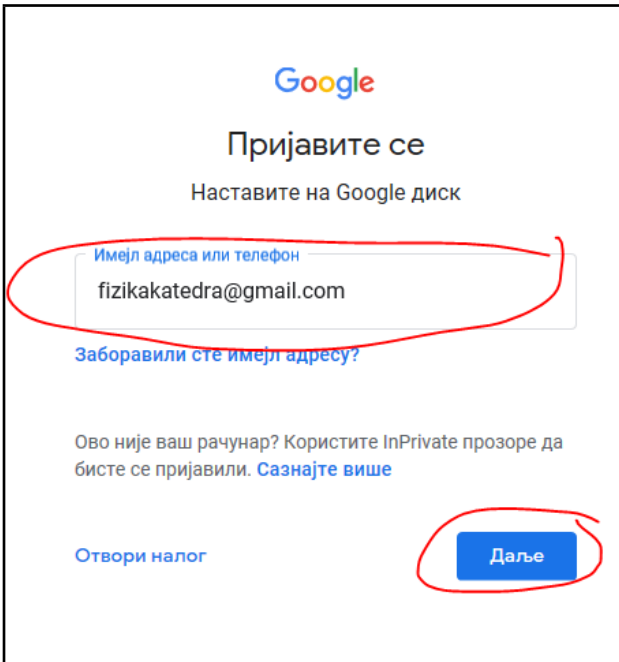 Google
Пријавите се
Наставите на Google диск
Имејл адреса или телефон
fizikakatedra@gmail.com
Заборавили сте имејл адресу?
Ово није ваш рачунар? Користите InPrivate прозоре да
бисте се пријавили. Сазнајте више
Отвори налог
Даље